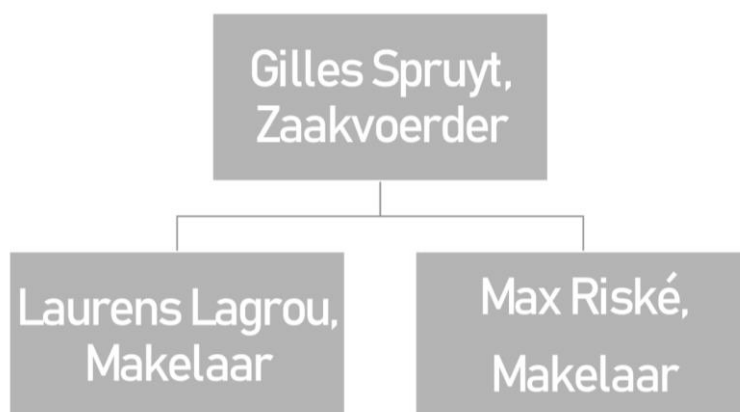 Gilles Spruyt,
Zaakvoerder
Laurens Lagrou,
Makelaar
Max Riské,
Makelaar